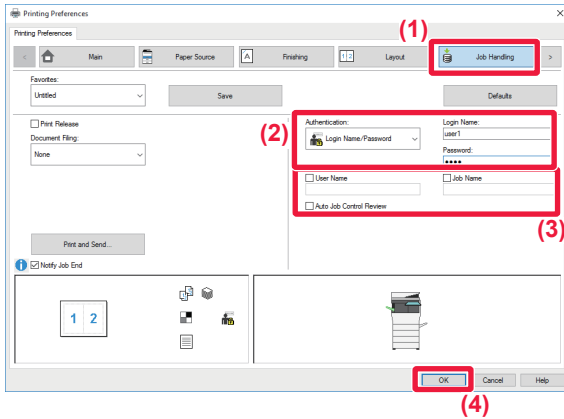 Printing Preferences
Printing Preferences
(1)
Main
Paper Source
A
Finishing
1 2
Layout
Job Handling
Favorites:
Untitled
Save
Defaults
Print Release
Document Filing:
None
(2)
Authentication:
Login Name/Password
Login Name:
user1
Password:
••••
User Name
Job Name
Auto Job Control Review
(3)
Print and Send...
Notify Job End
1 2
OK
Cancel
Help
(4)